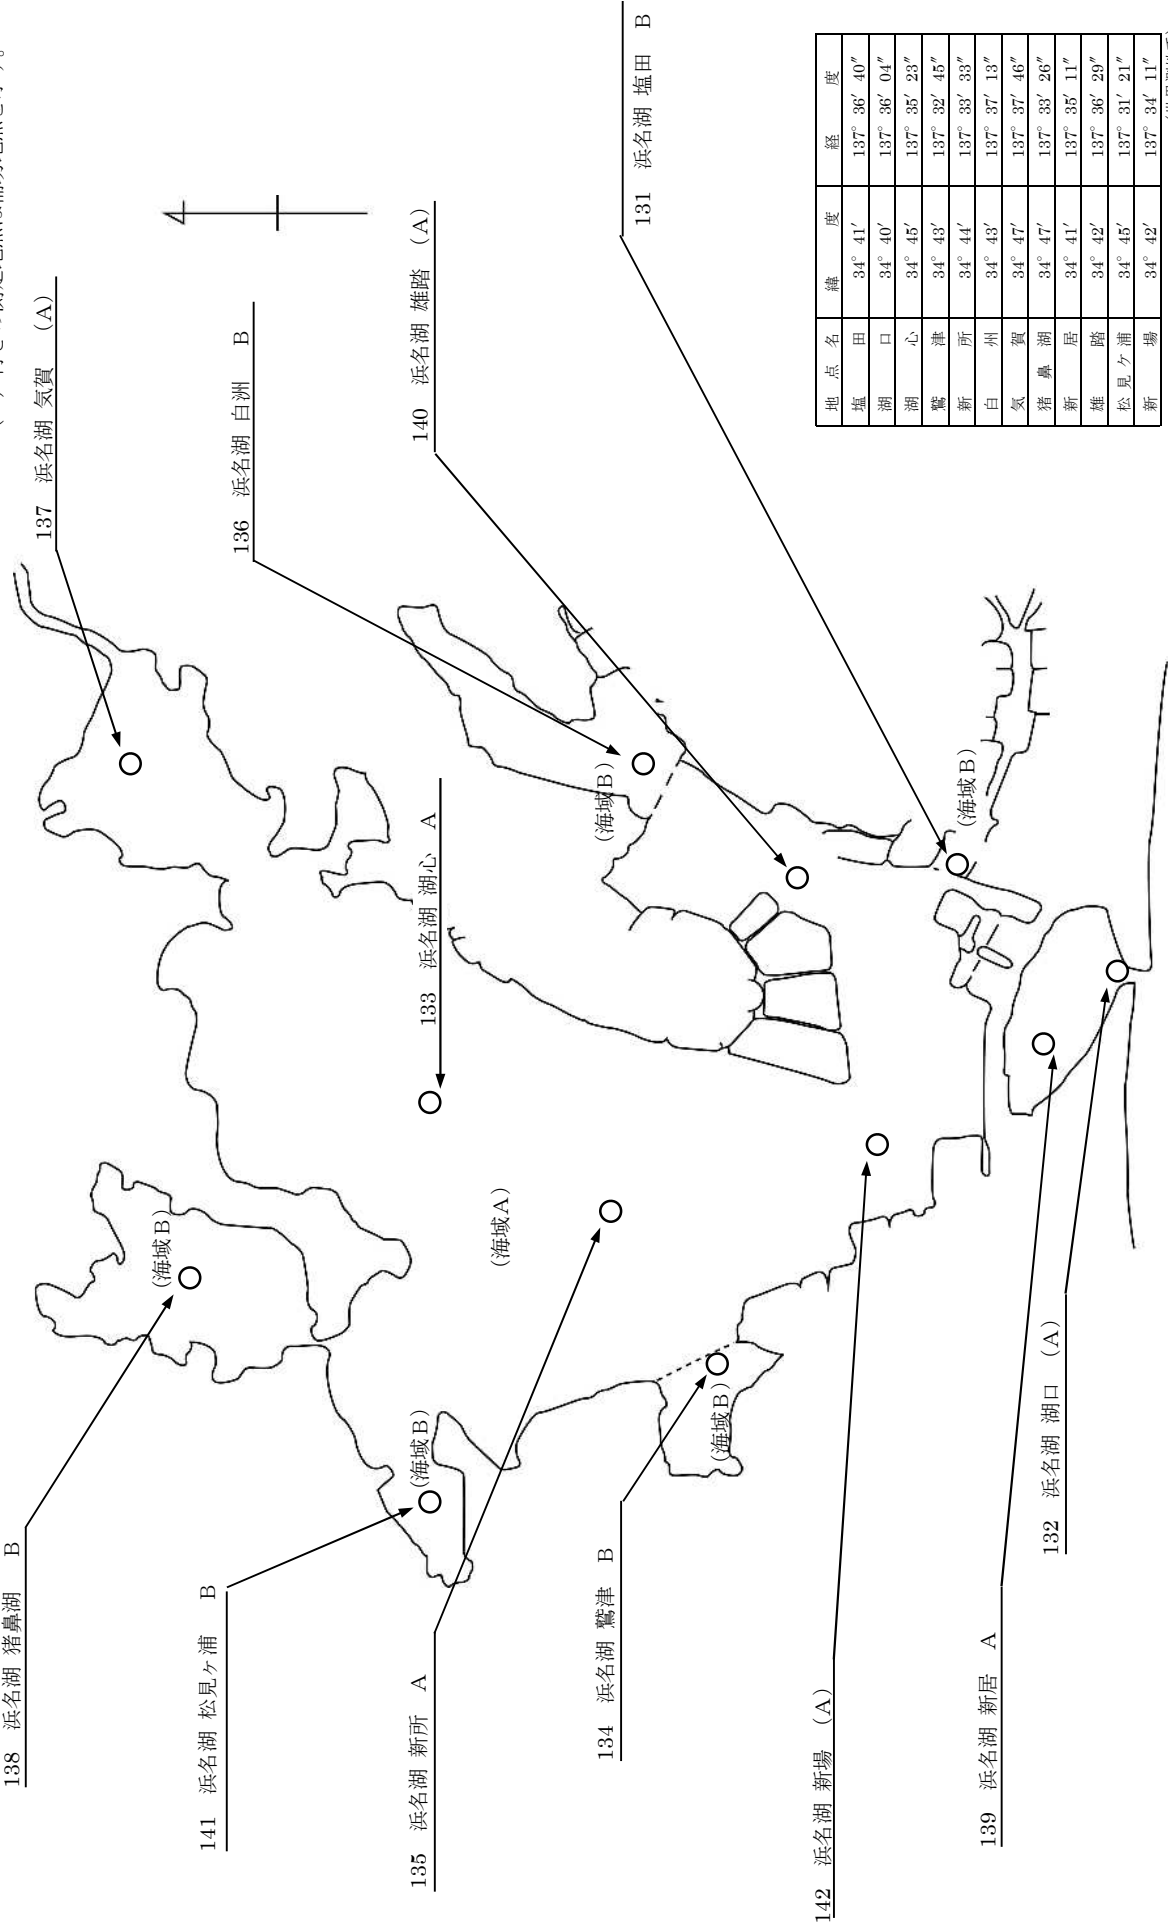 137 浜名湖 気賀 (A)
136 浜名湖 白洲 B
140 浜名湖 雄踏 (A)
131 浜名湖 塩田 B
133 浜名湖 湖心 A
138 浜名湖 猪鼻湖 B
141 浜名湖 松見ヶ浦 B
135 浜名湖 新所 A
134 浜名湖 鷲津 B
142 浜名湖 新場 (A)
139 浜名湖 新居 A
132 浜名湖 湖口 (A)
(海域B)
(海域B)
(海域B)
(海域A)
(海域B)
(海域B)
地点名 緯度 経度
塩田 34° 41′ 137° 36′ 40″
湖口 34° 40′ 137° 36′ 04″
湖心 34° 45′ 137° 35′ 23″
鷲津 34° 43′ 137° 32′ 45″
新所 34° 44′ 137° 33′ 33″
白州 34° 43′ 137° 37′ 13″
気賀 34° 47′ 137° 37′ 46″
猪鼻湖 34° 47′ 137° 33′ 26″
新居 34° 41′ 137° 35′ 11″
雄踏 34° 42′ 137° 36′ 29″
松見ケ浦 34° 45′ 137° 31′ 21″
新場 34° 42′ 137° 34′ 11″